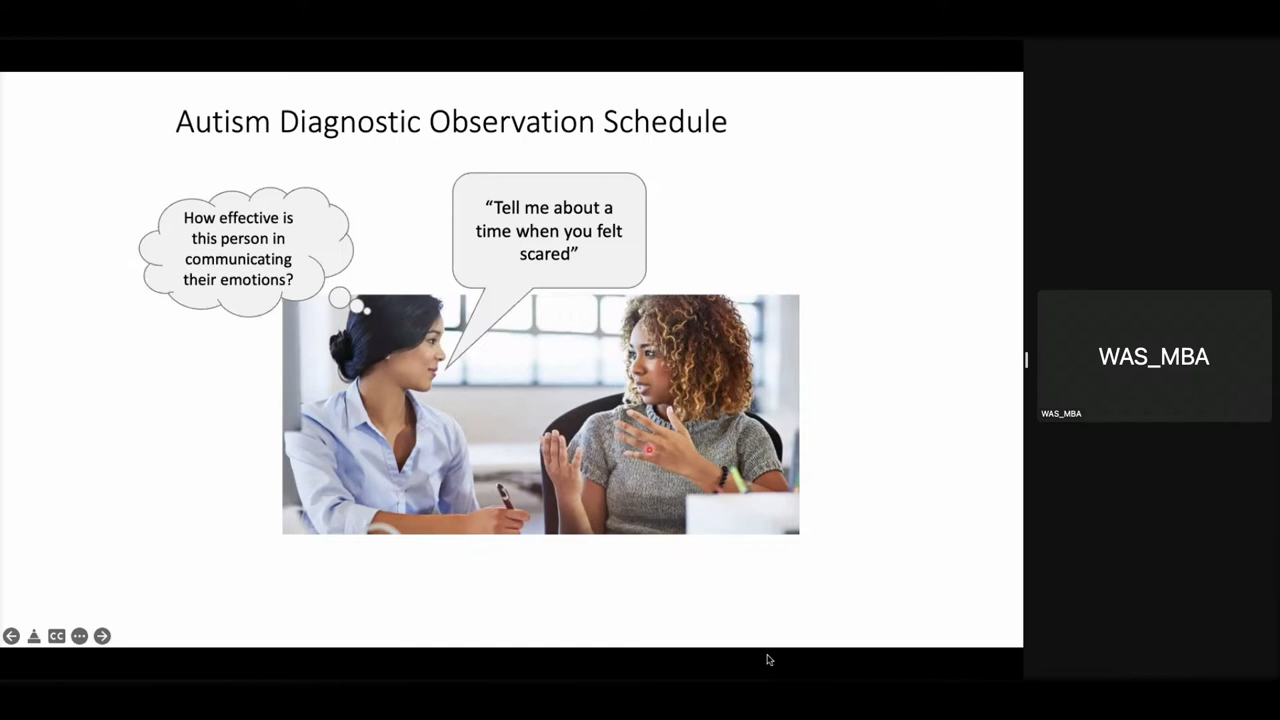 Autism Diagnostic Observation Schedule
How effective is
this person in
communicating
their emotions?
“Tell me about a
time when you felt
scared”
WAS_MBA
WAS_MBA
CC